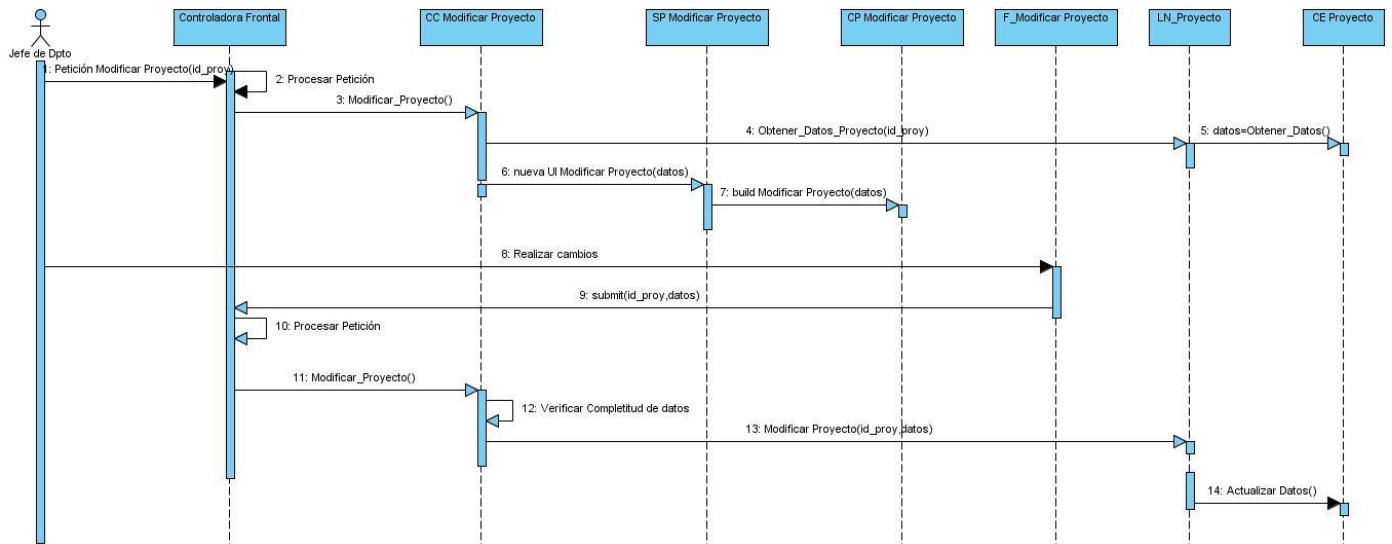 Controladora Frontal
CC Modificar Proyecto
SP Modificar Proyecto
CP Modificar Proyecto
F_Modificar Proyecto
LN_Proyecto
CE Proyecto
Jefe de Dpto
1: Petición Modificar Proyecto(id_proy)
2: Procesar Petición
3: Modificar_Proyecto()
4: Obtener_Datos_Proyecto(id_proy)
5: datos=Obtener_Datos()
6: nueva UI Modificar Proyecto(datos)
7: build Modificar Proyecto(datos)
8: Realizar cambios
9: submit(id_proy,datos)
10: Procesar Petición
11: Modificar_Proyecto()
12: Verificar Completitud de datos
13: Modificar Proyecto(id_proy,datos)
14: Actualizar Datos()